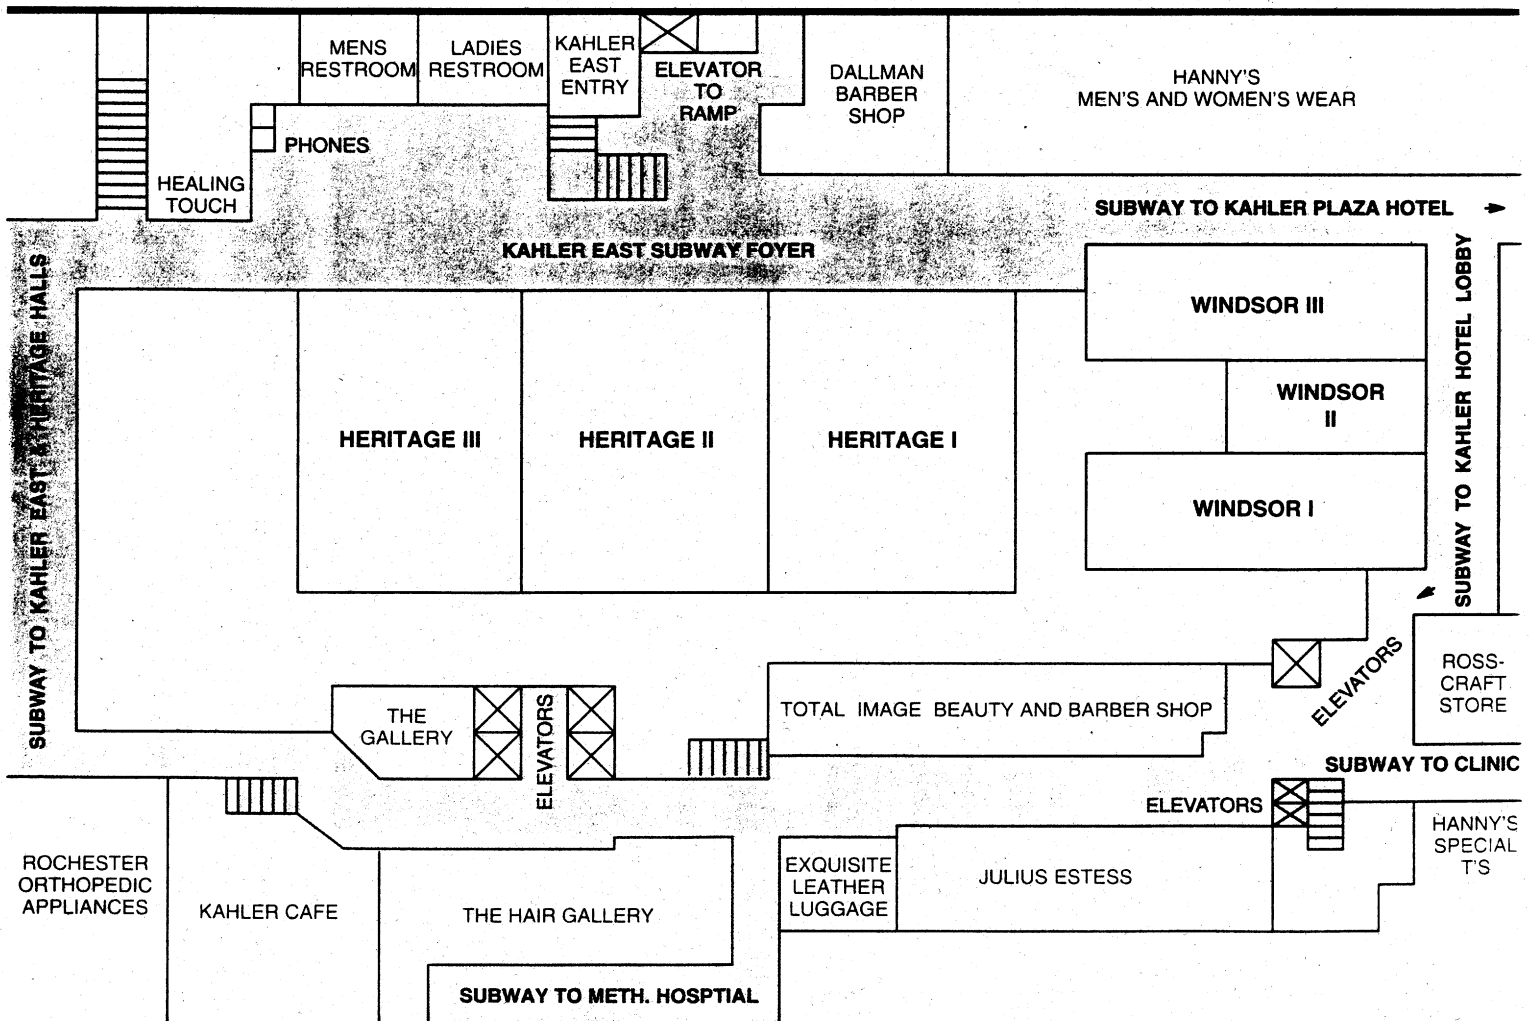 MENS
RESTROOM
LADIES
RESTROOM
KAHLER
EAST
ENTRY
ELEVATOR
TO
RAMP
DALLMAN
BARBER
SHOP
HANNY'S
MEN'S AND WOMEN'S WEAR
PHONES
HEALING
TOUCH
SUBWAY TO KAHLER PLAZA HOTEL
KAHLER EAST SUBWAY FOYER
SUBWAY TO KAHLER EAST & HERITAGE HALLS
HERITAGE III
HERITAGE II
HERITAGE I
WINDSOR III
WINDSOR
II
WINDSOR I
SUBWAY TO KAHLER HOTEL LOBBY
THE
GALLERY
ELEVATORS
TOTAL IMAGE BEAUTY AND BARBER SHOP
ELEVATORS
ROSS-
CRAFT
STORE
SUBWAY TO CLINIC
ELEVATORS
HANNY'S
SPECIAL
T'S
ROCHESTER
ORTHOPEDIC
APPLIANCES
KAHLER CAFE
THE HAIR GALLERY
EXQUISITE
LEATHER
LUGGAGE
JULIUS ESTESS
SUBWAY TO METH. HOSPTIAL